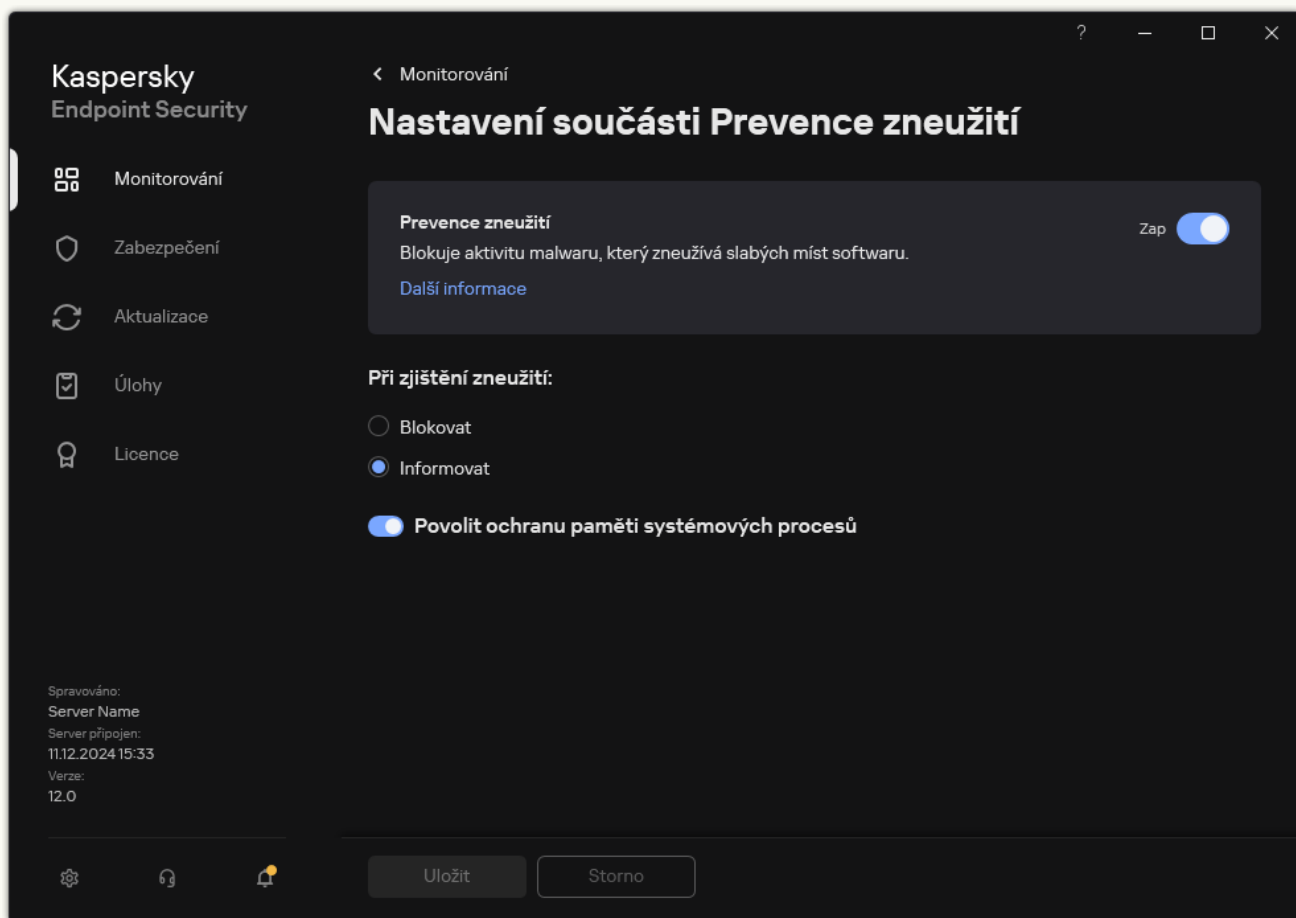 ?
Kaspersky
Endpoint Security
Monitorování
Zabezpečení
Aktualizace
Úlohy
Licence
Spravováno:
Server Name
Server připojen:
11.12.2024 15:33
Verze:
12.0
Monitorování
Nastavení součásti Prevence zneužití
Prevence zneužití
Zap
Blokuje aktivitu malwaru, který zneužívá slabých míst softwaru.
Další informace
Při zjištění zneužití:
Blokovat
Informovat
Povolit ochranu paměti systémových procesů
Uložit
Storno